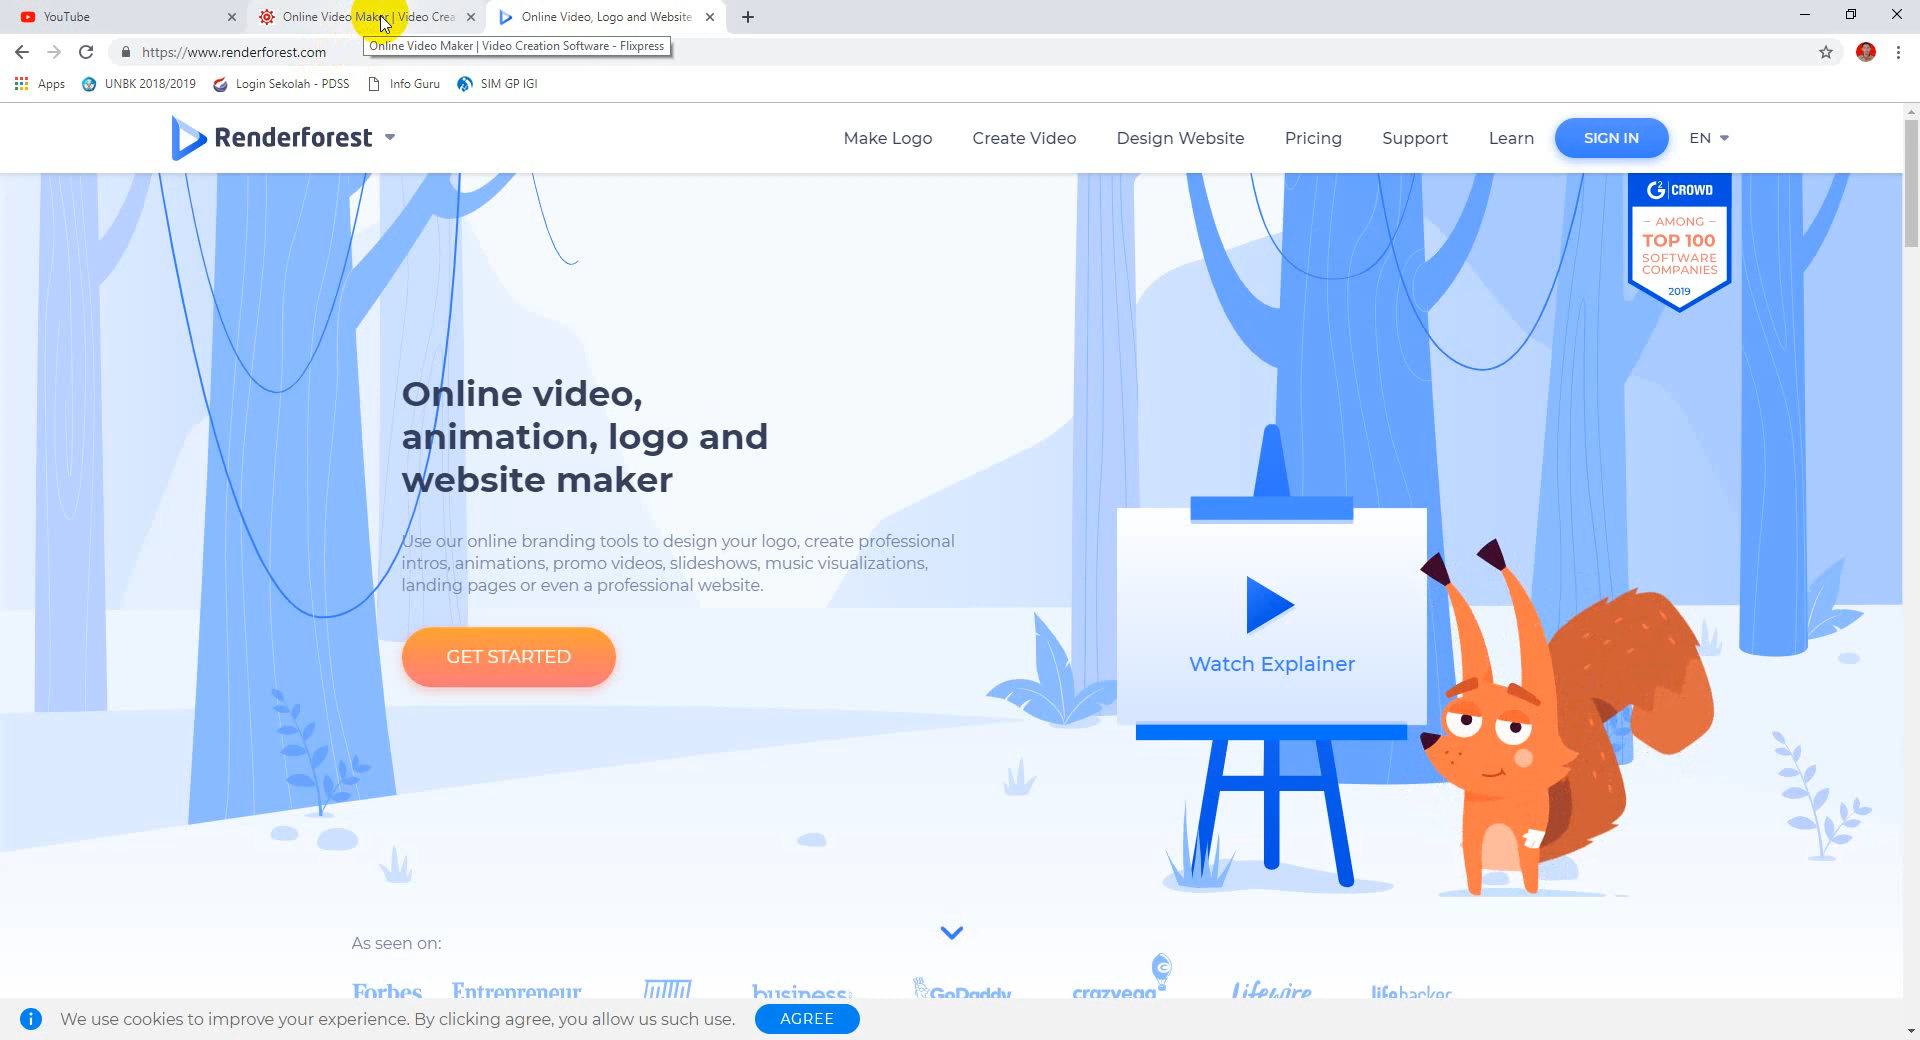 YouTube
Online Video Maker | Video Crea
Online Video, Logo and Website
https://www.renderforest.com
Online Video Maker | Video Creation Software - Flixpress
Apps
UNBK 2018/2019
Login Sekolah - PDSS
Info Guru
SIM GP IGI
Renderforest
Make Logo
Create Video
Design Website
Pricing
Support
Learn
SIGN IN
EN
G2 | CROWD
– AMONG –
TOP 100
SOFTWARE
COMPANIES
2019
Online video,
animation, logo and
website maker
Use our online branding tools to design your logo, create professional
intros, animations, promo videos, slideshows, music visualizations,
landing pages or even a professional website.
GET STARTED
Watch Explainer
As seen on:
Forbes
Entrepreneur
business
GoDaddy
crazyegg
Lifewire
lifehacker
We use cookies to improve your experience. By clicking agree, you allow us such use.
AGREE